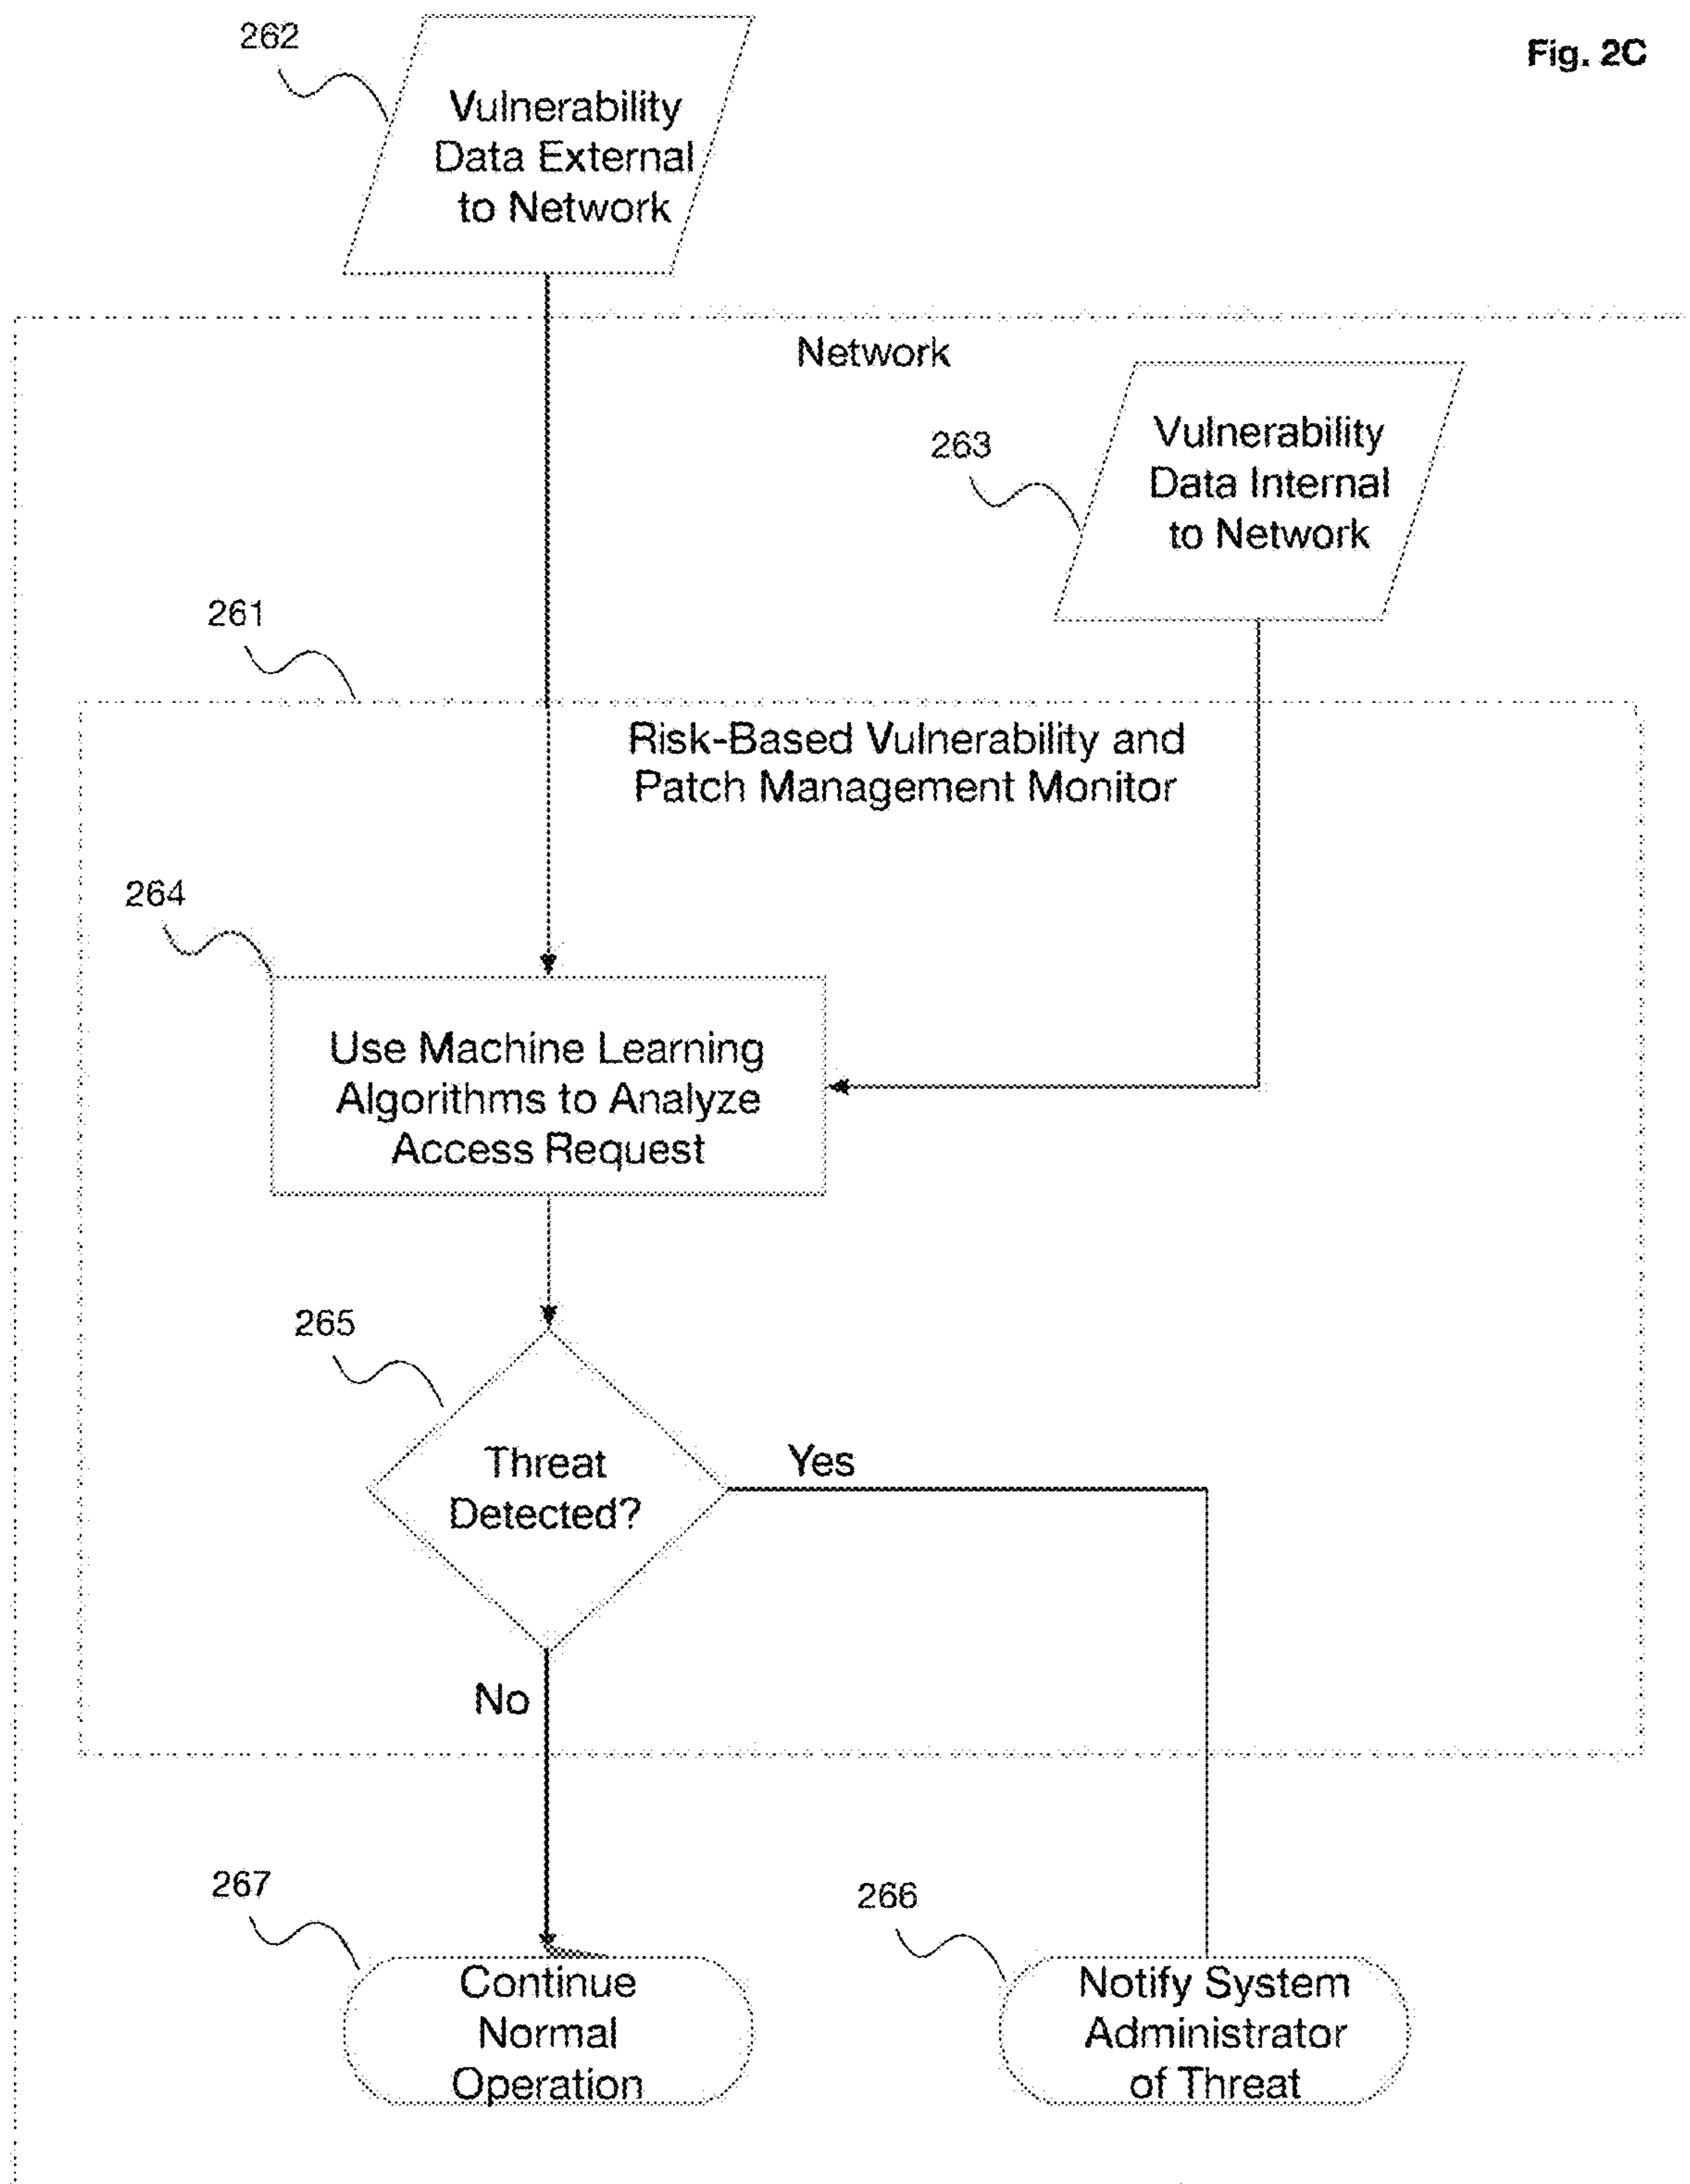 262
Fig. 2C
Vulnerability
Data External
to Network
Network
263
Vulnerability
Data Internal
to Network
261
Risk-Based Vulnerability and
Patch Management Monitor
264
Use Machine Learning
Algorithms to Analyze
Access Request
265
Threat
Detected?
Yes
No
267
Continue
Normal
Operation
266
Notify System
Administrator
of Threat